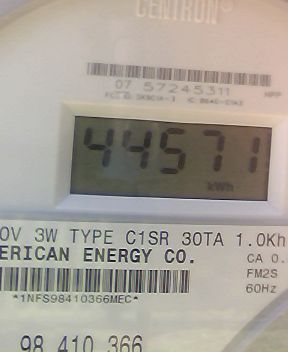 CENTRON®
07 57245311
44571
kWh
0V 3W TYPE C1SR 30TA 1.0Kh
ERICAN ENERGY CO.
CA 0.
FM2S
*1NFS98410366MEC*
60Hz
98 410 366